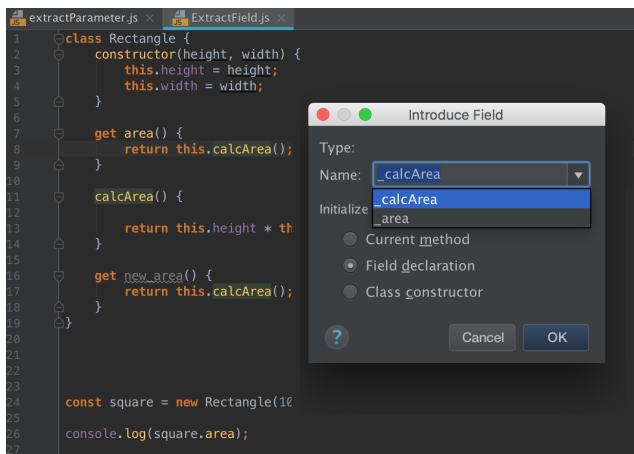 extractParameter.js × ExtractField.js ×
1 class Rectangle {
2 constructor(height, width) {
3 this.height = height;
4 this.width = width;
5 }
6
7 get area() {
8 return this.calcArea();
9 }
10
11 calcArea() {
12
13 return this.height * th
14 }
15
16 get new_area() {
17 return this.calcArea();
18 }
19 }
20
21
22
23
24 const square = new Rectangle(10
25
26 console.log(square.area);
27
Introduce Field
Type:
Name: _calcArea
_calcArea
Initialize
_area
Current method
Field declaration
Class constructor
? Cancel OK